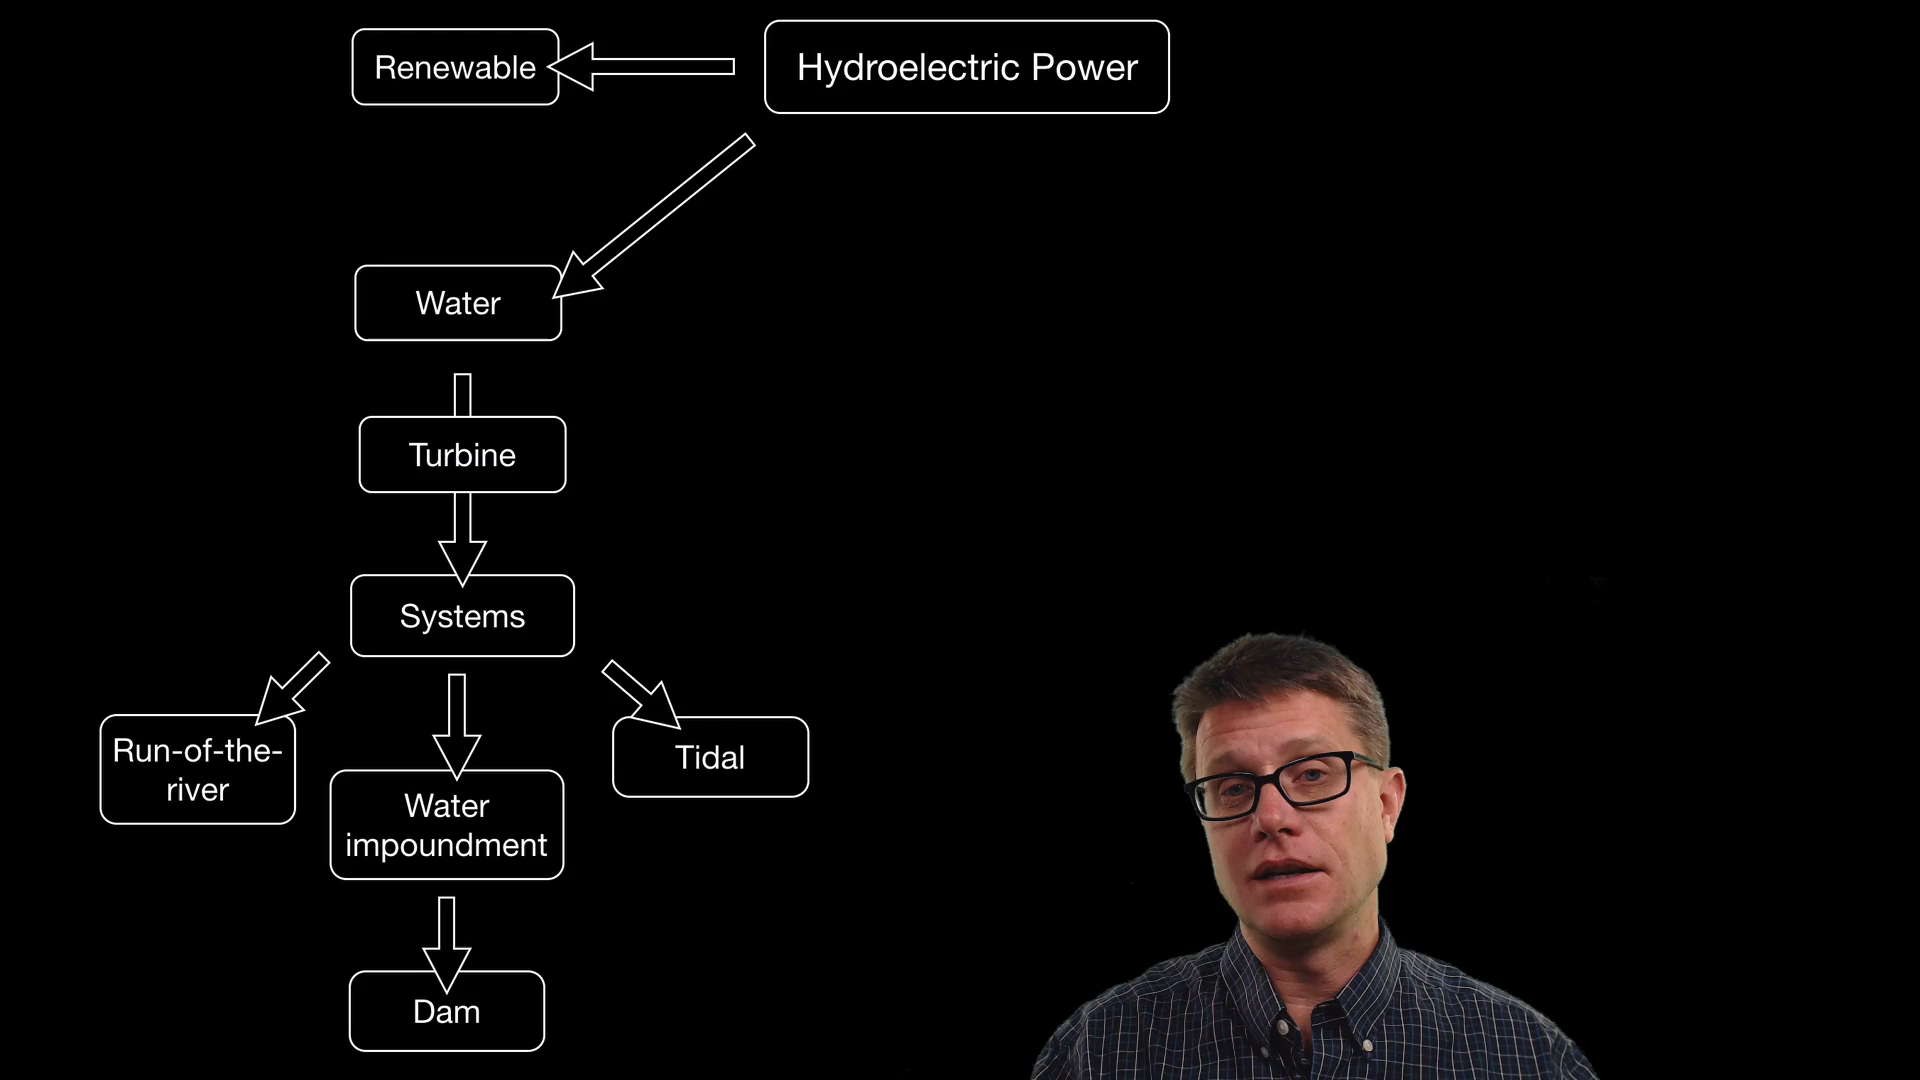 Renewable
Hydroelectric Power
Water
Turbine
Systems
Run-of-the-
river
Water
impoundment
Tidal
Dam